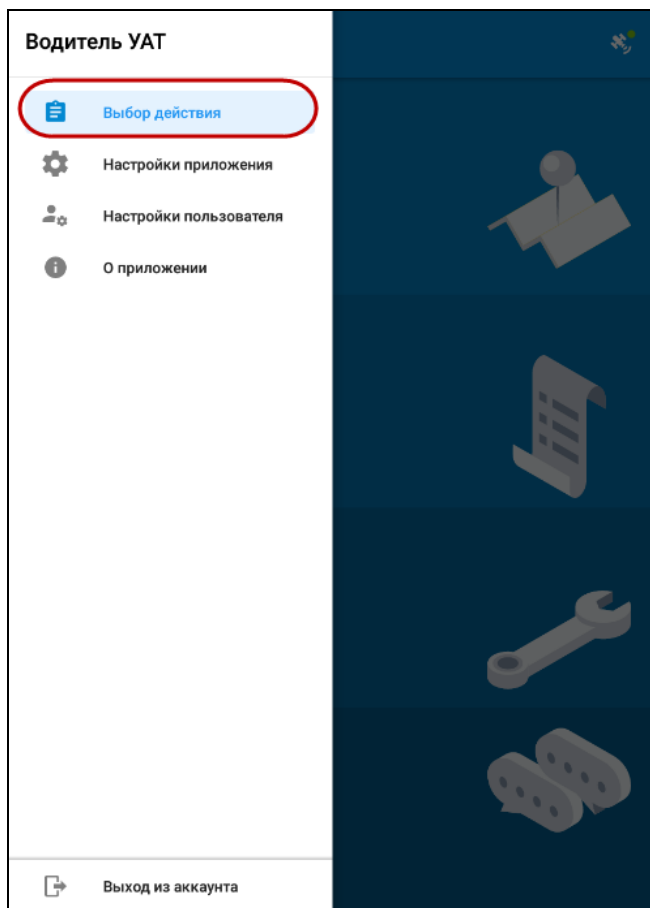 Водитель УАТ
Выбор действия
Настройки приложения
Настройки пользователя
О приложении
Выход из аккаунта